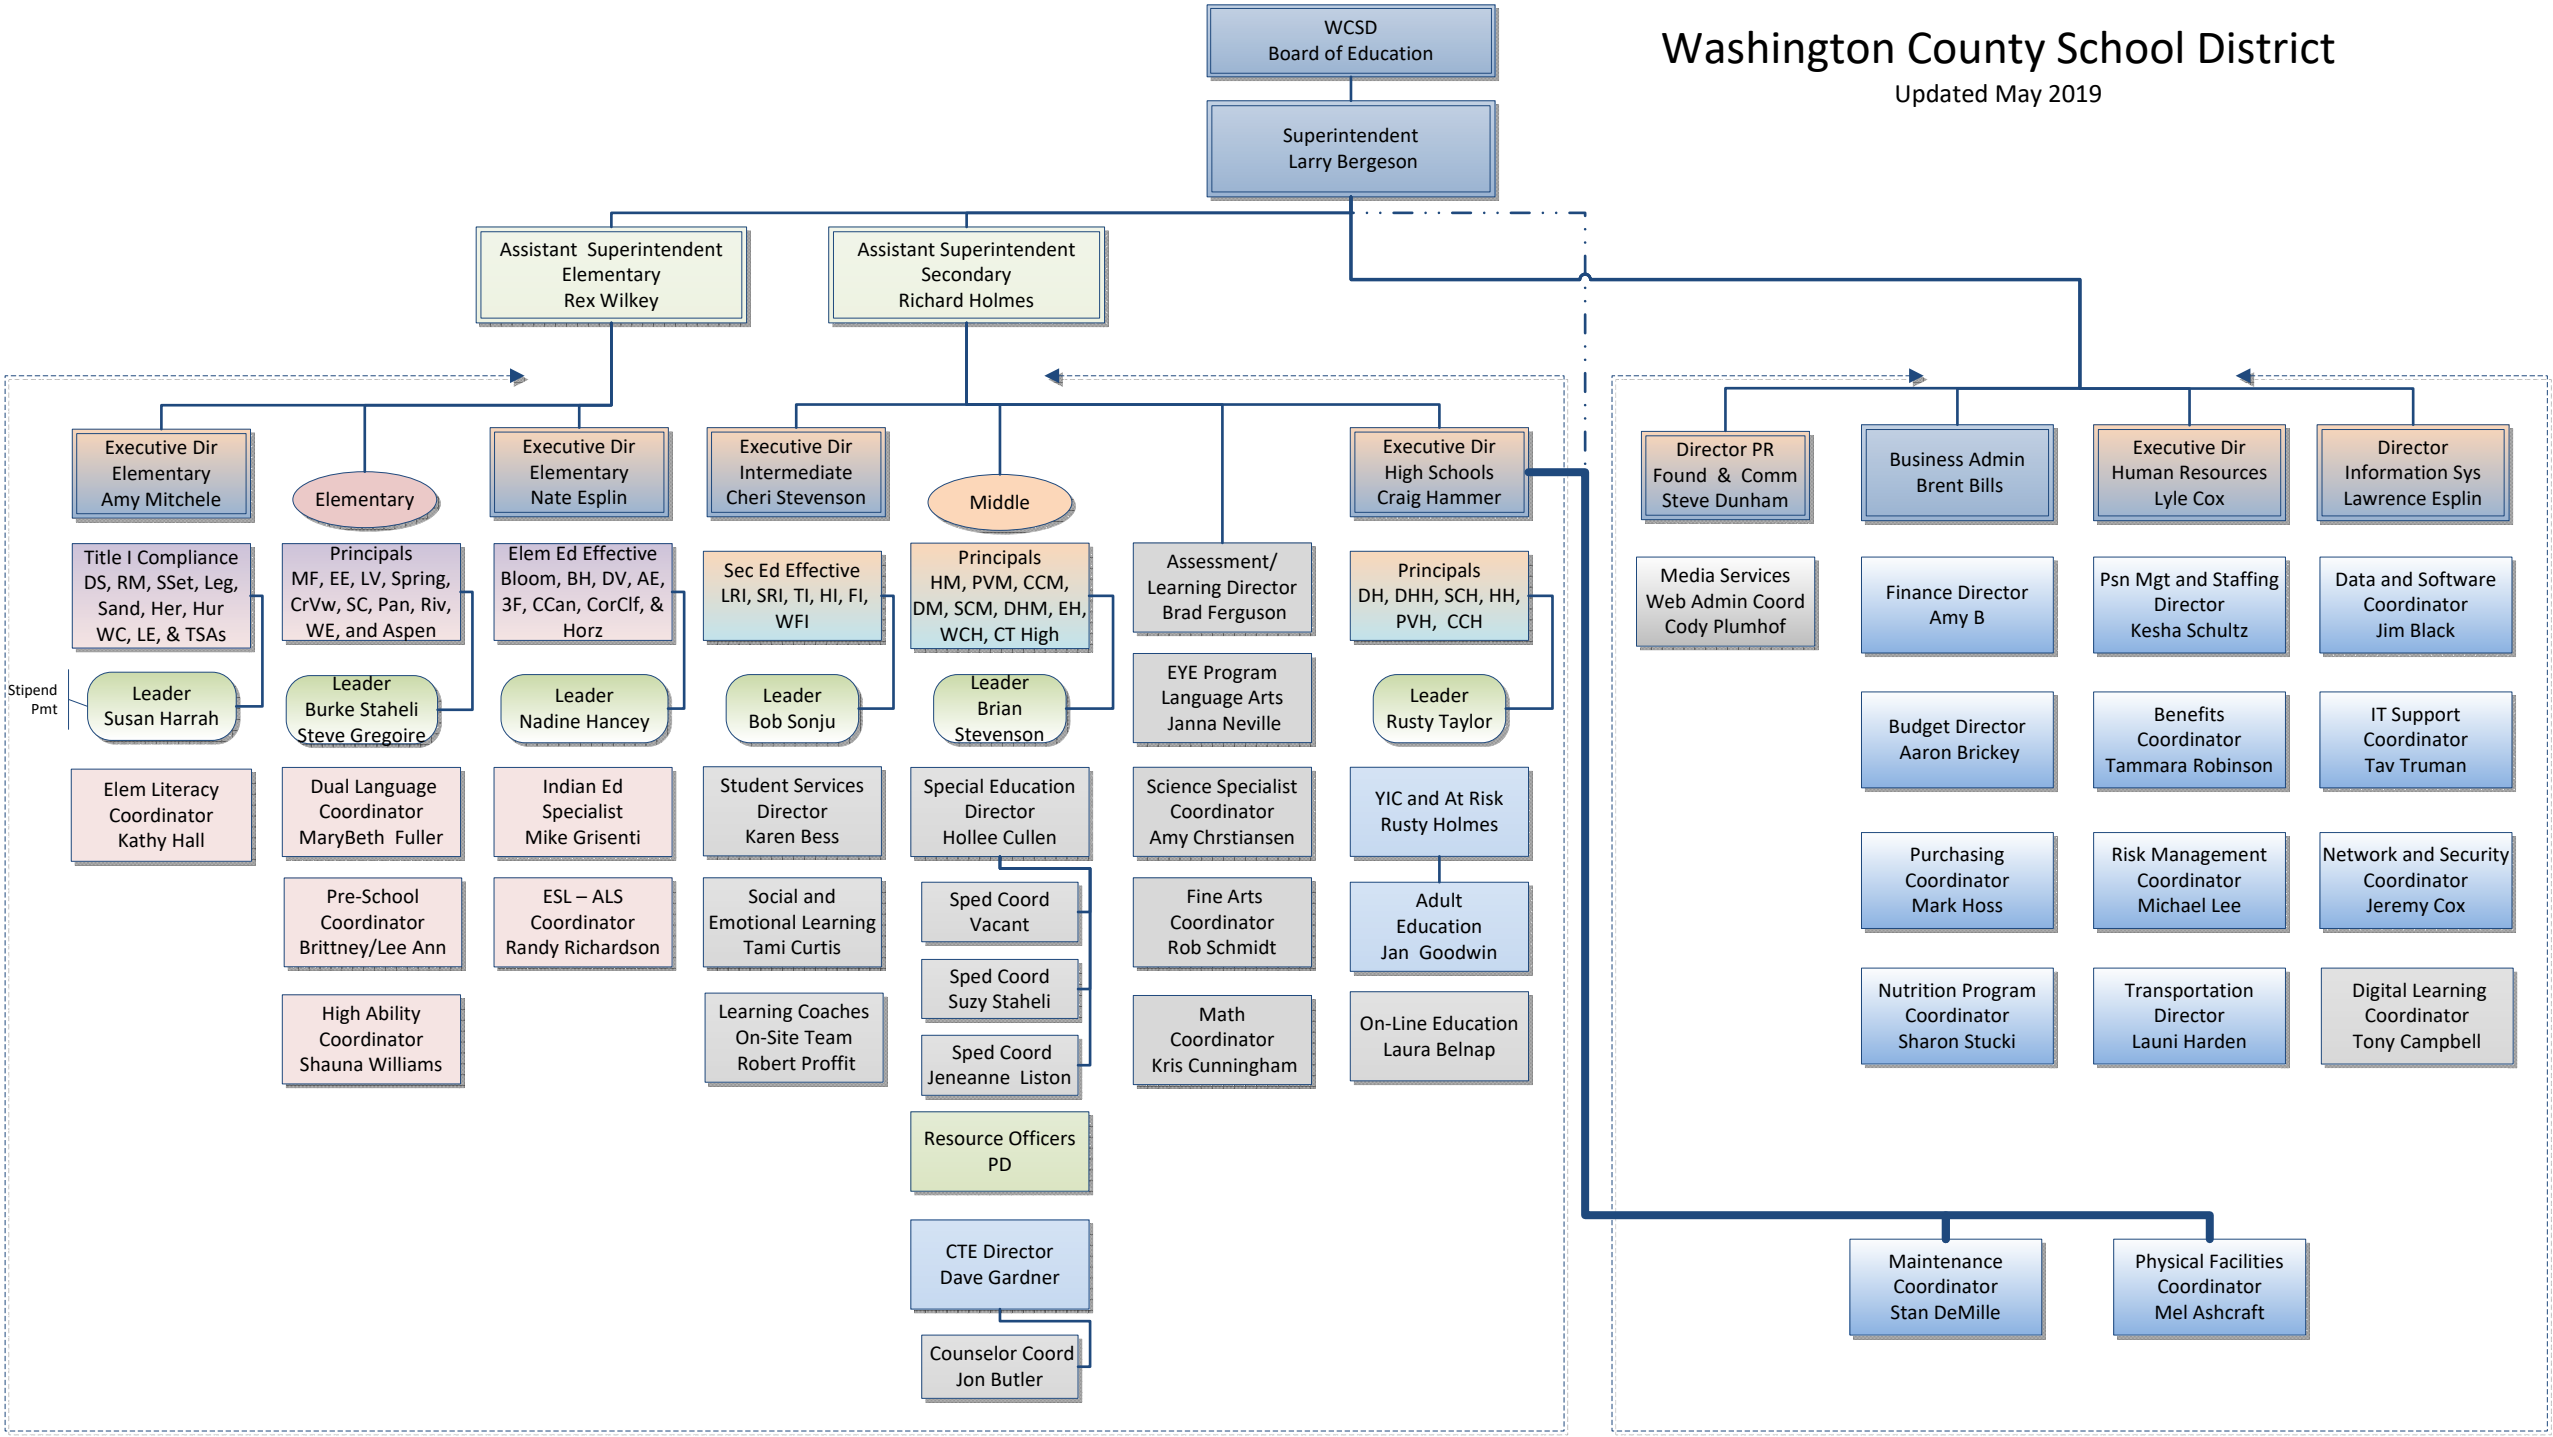 WCSD
Board of Education
Washington County School District
Updated May 2019
Superintendent
Larry Bergeson
Assistant  Superintendent
Elementary
Rex Wilkey
Assistant Superintendent
Secondary
Richard Holmes
Executive Dir
Elementary
Amy Mitchele
Elementary
Executive Dir
Elementary
Nate Esplin
Executive Dir
Intermediate
Cheri Stevenson
Middle
Executive Dir
High Schools
Craig Hammer
Director PR
Found  &  Comm
Steve Dunham
Business Admin
Brent Bills
Executive Dir
Human Resources
Lyle Cox
Director
Information Sys
Lawrence Esplin
Title I Compliance
DS, RM, SSet, Leg,
Sand, Her, Hur
WC, LE, & TSAs
Principals
MF, EE, LV, Spring,
CrVw, SC, Pan, Riv,
WE, and Aspen
Elem Ed Effective
Bloom, BH, DV, AE,
3F, CCan, CorClf, &
Horz
Sec Ed Effective
LRI, SRI, TI, HI, FI,
WFI
Principals
HM, PVM, CCM,
DM, SCM, DHM, EH,
WCH, CT High
Assessment/
Learning Director
Brad Ferguson
Principals
DH, DHH, SCH, HH,
PVH,  CCH
Media Services
Web Admin Coord
Cody Plumhof
Finance Director
Amy B
Psn Mgt and Staffing
Director
Kesha Schultz
Data and Software
Coordinator
Jim Black
Stipend
Pmt
Leader
Susan Harrah
Leader
Burke Staheli
Steve Gregoire
Leader
Nadine Hancey
Leader
Bob Sonju
Leader
Brian
Stevenson
EYE Program
Language Arts
Janna Neville
Leader
Rusty Taylor
Budget Director
Aaron Brickey
Benefits
Coordinator
Tammara Robinson
IT Support
Coordinator
Tav Truman
Elem Literacy
Coordinator
Kathy Hall
Dual Language
Coordinator
MaryBeth  Fuller
Indian Ed
Specialist
Mike Grisenti
Student Services
Director
Karen Bess
Special Education
Director
Hollee Cullen
Science Specialist
Coordinator
Amy Chrstiansen
YIC and At Risk
Rusty Holmes
Purchasing
Coordinator
Mark Hoss
Risk Management
Coordinator
Michael Lee
Network and Security
Coordinator
Jeremy Cox
Pre-School
Coordinator
Brittney/Lee Ann
ESL – ALS
Coordinator
Randy Richardson
Social and
Emotional Learning
Tami Curtis
Sped Coord
Vacant
Fine Arts
Coordinator
Rob Schmidt
Adult
Education
Jan  Goodwin
Sped Coord
Suzy Staheli
Nutrition Program
Coordinator
Sharon Stucki
Transportation
Director
Launi Harden
Digital Learning
Coordinator
Tony Campbell
High Ability
Coordinator
Shauna Williams
Learning Coaches
On-Site Team
Robert Proffit
Sped Coord
Jeneanne  Liston
Math
Coordinator
Kris Cunningham
On-Line Education
Laura Belnap
Resource Officers
PD
CTE Director
Dave Gardner
Counselor Coord
Jon Butler
Maintenance
Coordinator
Stan DeMille
Physical Facilities
Coordinator
Mel Ashcraft